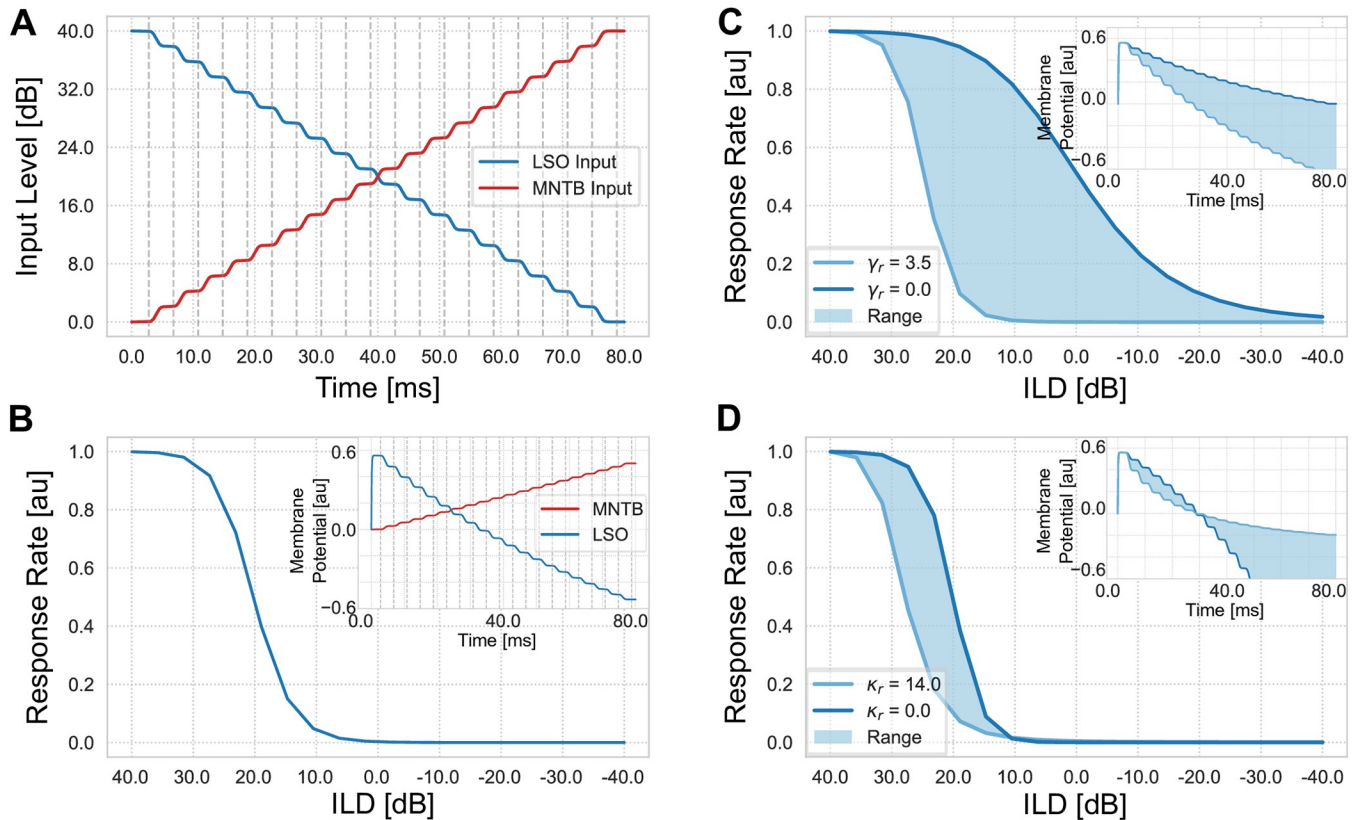 A
Input Level [dB]
40.0
32.0
24.0
16.0
8.0
0.0
LSO Input
MNTB Input
0.0 10.0 20.0 30.0 40.0 50.0 60.0 70.0 80.0
Time [ms]
B
Response Rate [au]
1.0
0.8
0.6
0.4
0.2
0.0
Membrane
Potential [au]
0.6
0.0
−0.6
MNTB
LSO
0.0 40.0 80.0
Time [ms]
40.0 30.0 20.0 10.0 0.0 -10.0 -20.0 -30.0 -40.0
ILD [dB]
C
Response Rate [au]
1.0
0.8
0.6
0.4
0.2
0.0
Membrane
Potential [au]
0.6
0.0
−0.6
0.0 40.0 80.0
Time [ms]
γr = 3.5
γr = 0.0
Range
40.0 30.0 20.0 10.0 0.0 -10.0 -20.0 -30.0 -40.0
ILD [dB]
D
Response Rate [au]
1.0
0.8
0.6
0.4
0.2
0.0
Membrane
Potential [au]
0.6
0.0
−0.6
0.0 40.0 80.0
Time [ms]
κr = 14.0
κr = 0.0
Range
40.0 30.0 20.0 10.0 0.0 -10.0 -20.0 -30.0 -40.0
ILD [dB]